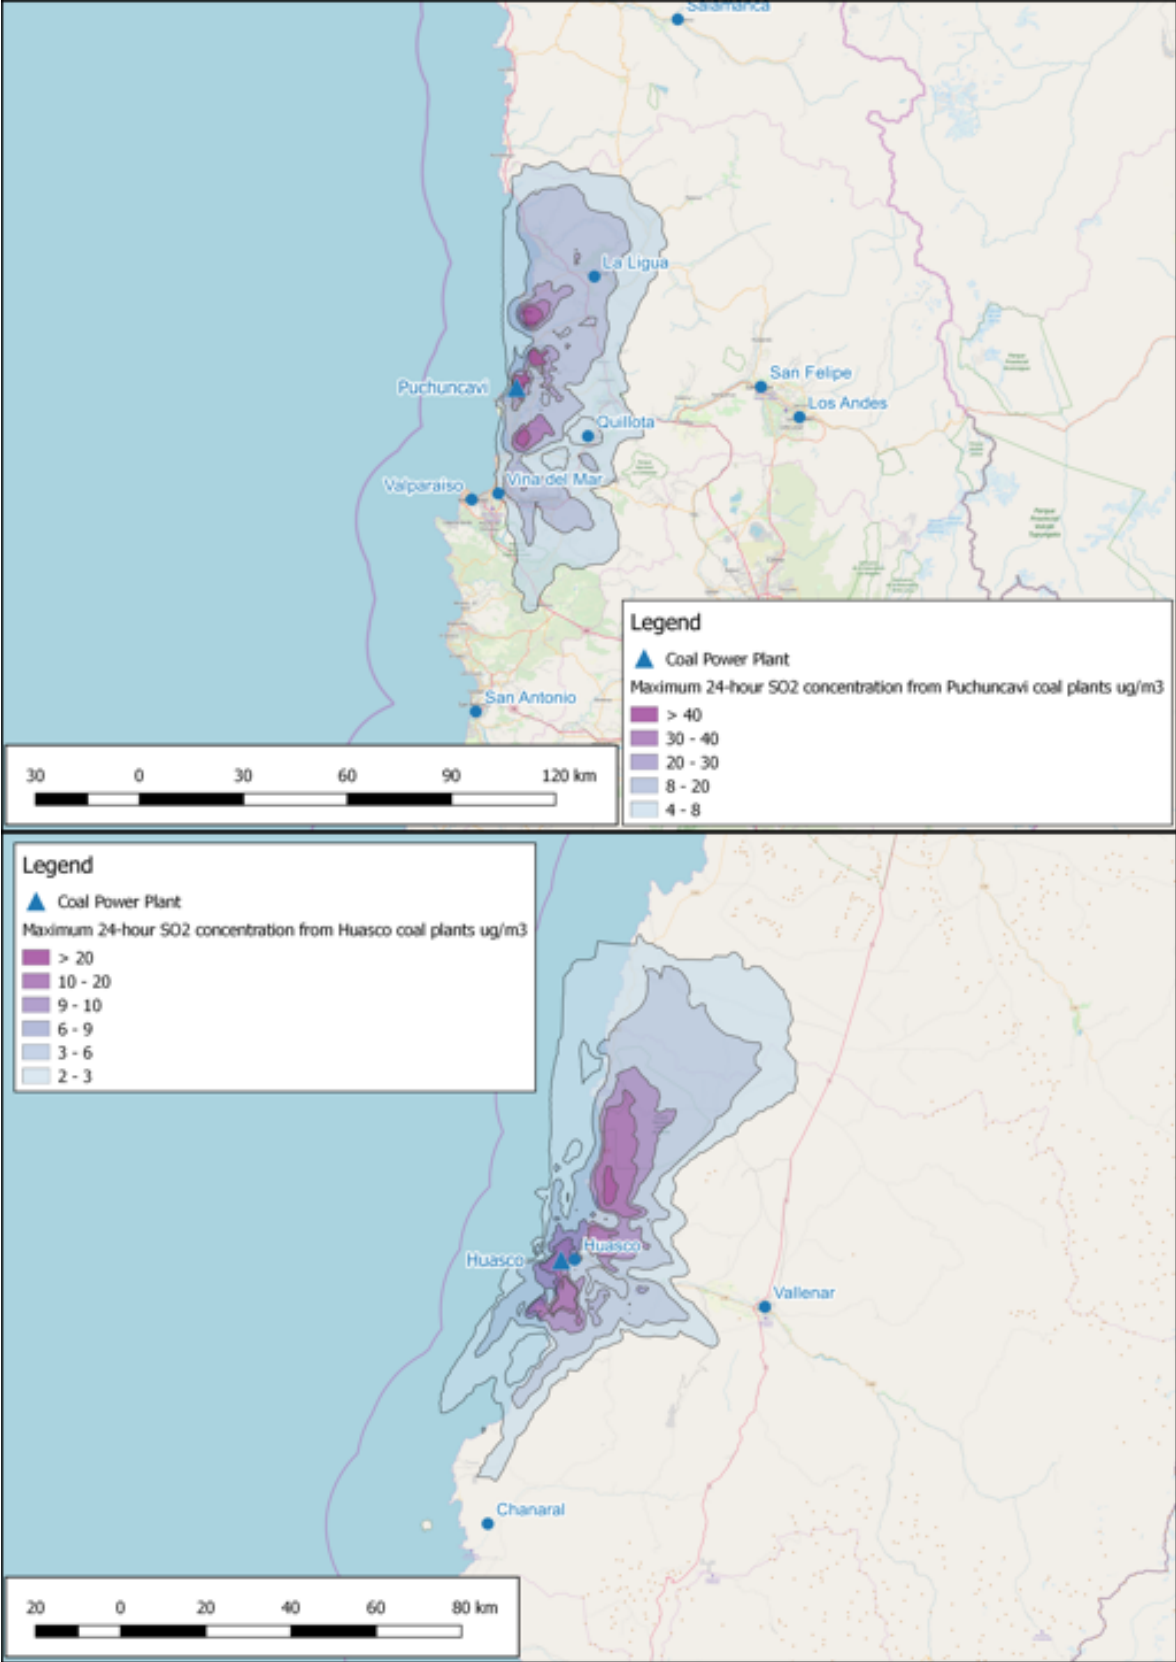 Salamanca
La Ligua
Puchuncavi
San Felipe
Los Andes
Quillota
Valparaiso
Vina del Mar
San Antonio
Legend
Coal Power Plant
Maximum 24-hour SO2 concentration from Puchuncavi coal plants ug/m3
> 40
30 - 40
20 - 30
8 - 20
4 - 8
30 0 30 60 90 120 km
Legend
Coal Power Plant
Maximum 24-hour SO2 concentration from Huasco coal plants ug/m3
> 20
10 - 20
9 - 10
6 - 9
3 - 6
2 - 3
Huasco
Huasco
Vallenar
Chanaral
20 0 20 40 60 80 km